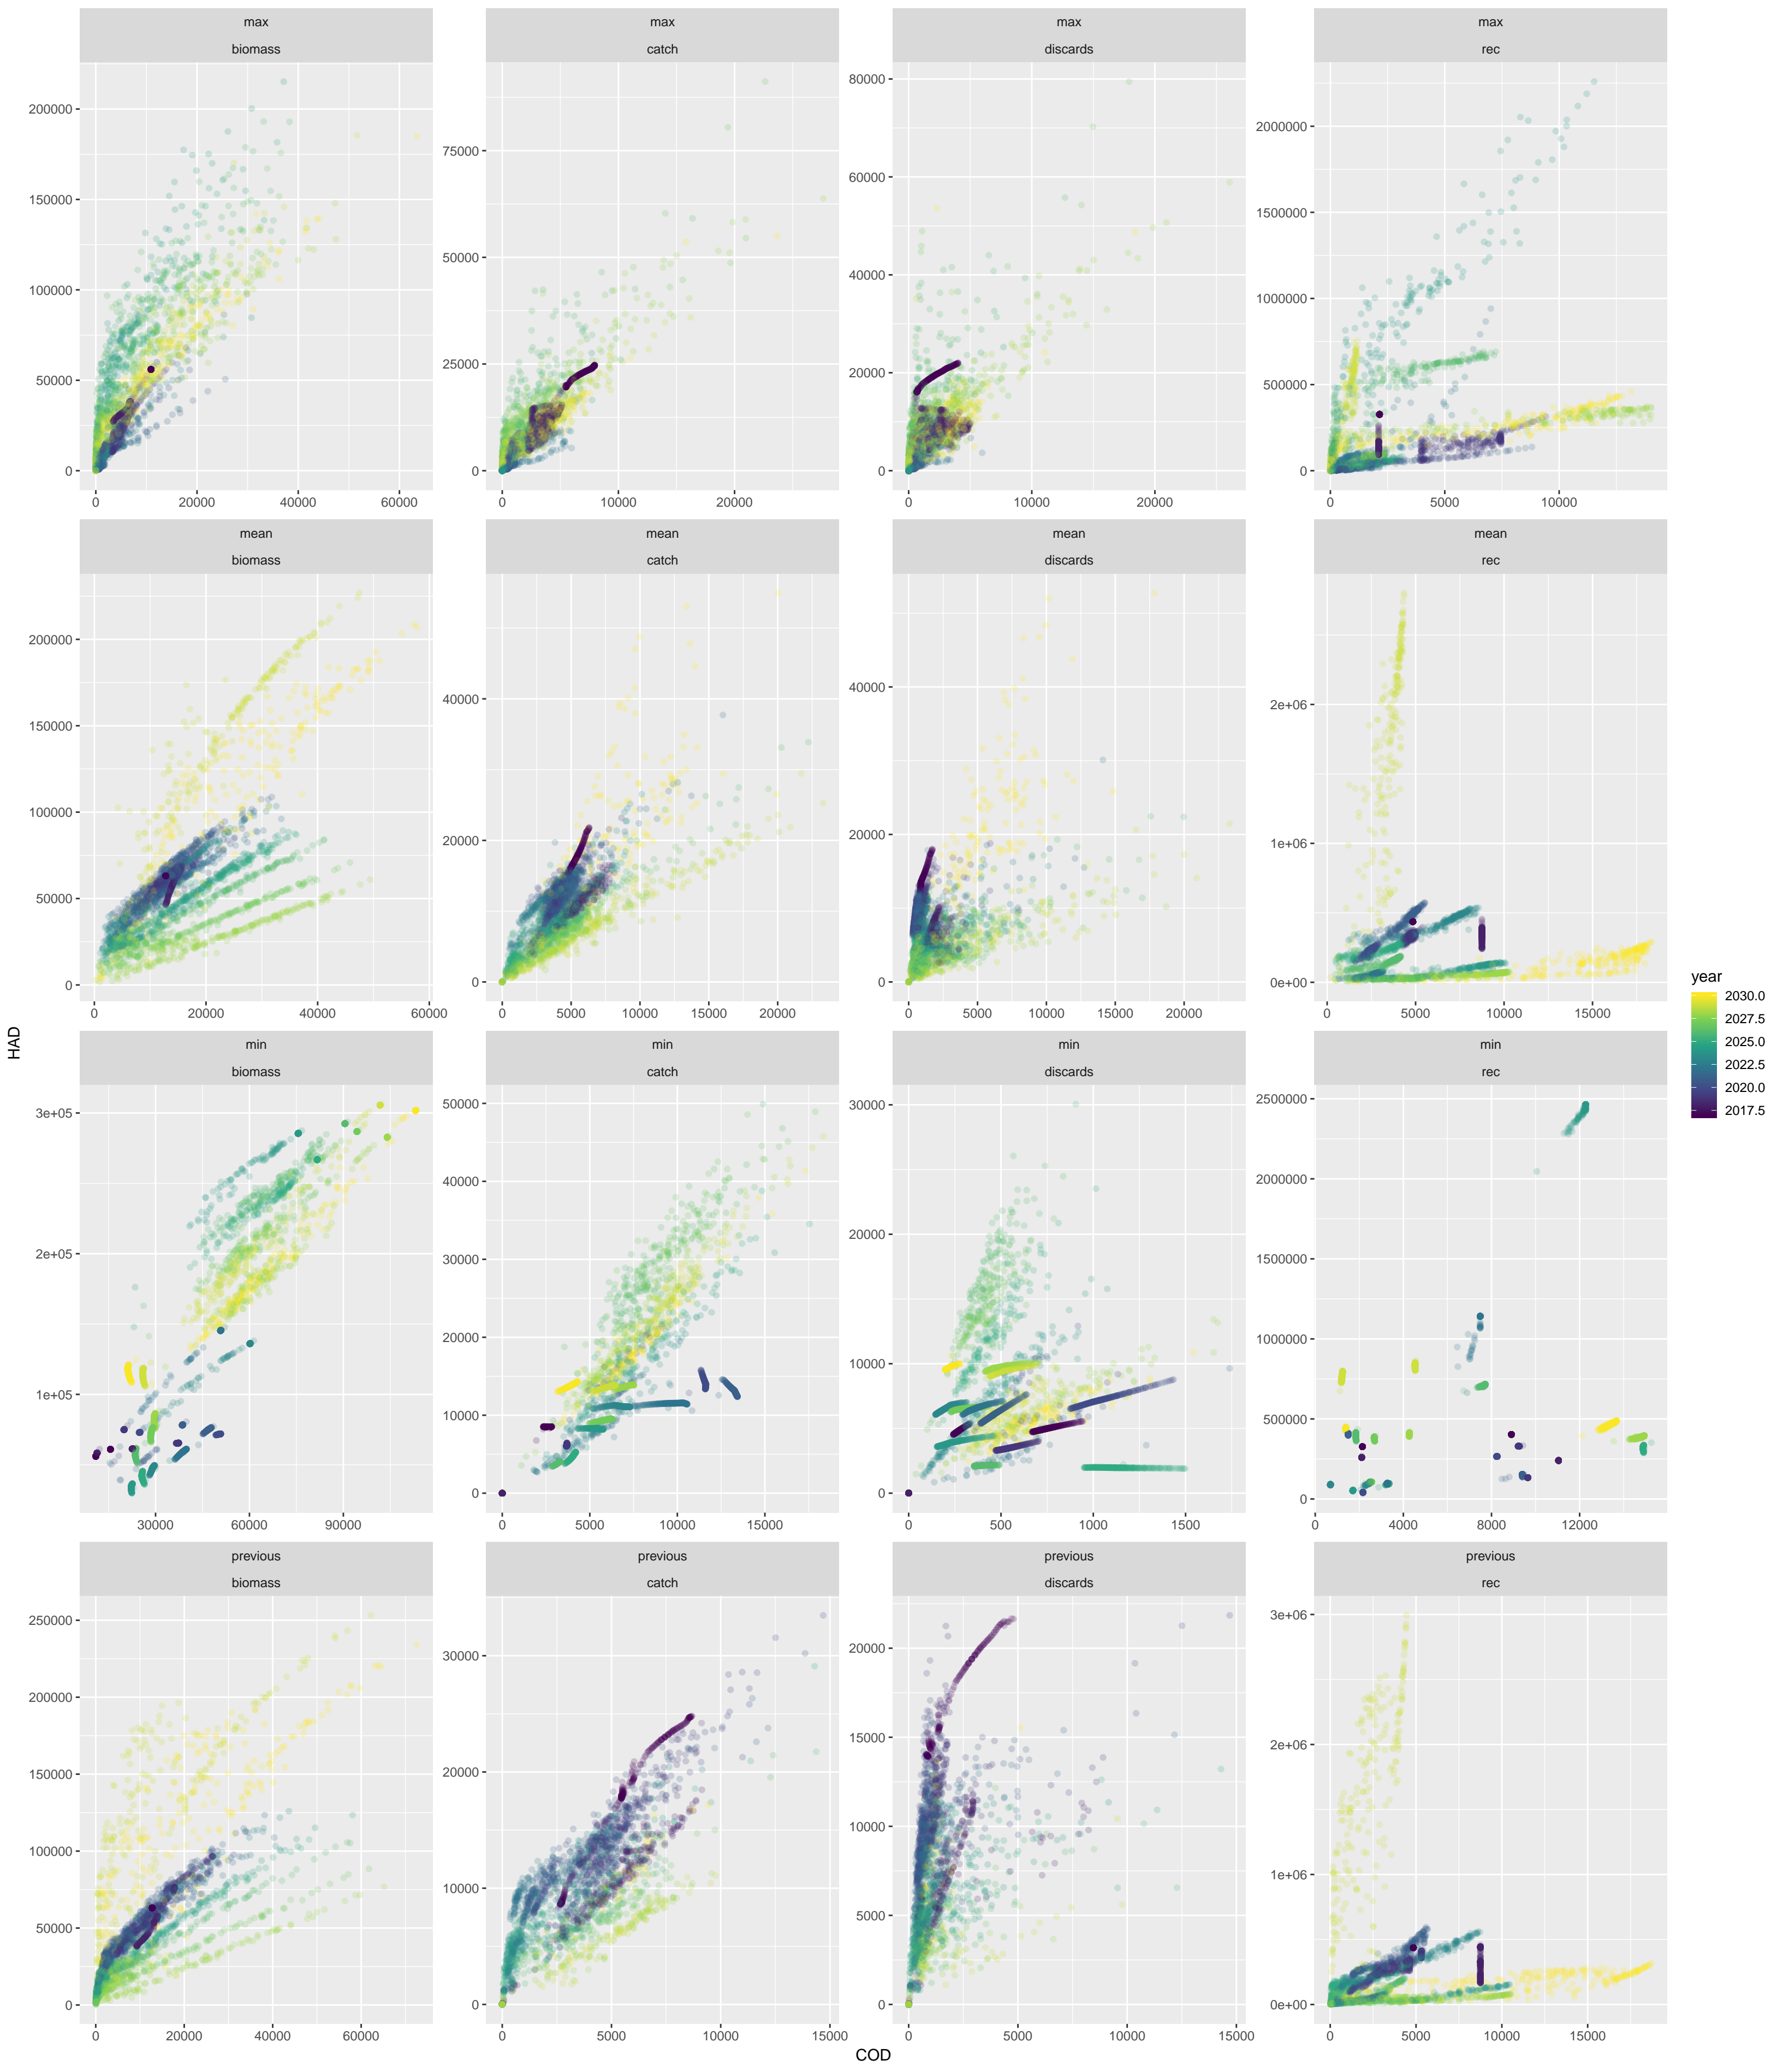 max max max max
biomass catch discards rec
200000
150000
100000
50000
0
0 20000 40000 60000
75000
50000
25000
0
0 10000 20000
80000
60000
40000
20000
0
0 10000 20000
2000000
1500000
1000000
500000
0
0 5000 10000
mean mean mean mean
biomass catch discards rec
200000
150000
100000
50000
0
0 20000 40000 60000
40000
20000
0
0 5000 10000 15000 20000
40000
20000
0
0 5000 10000 15000 20000
2e+06
1e+06
0e+00
0 5000 10000 15000
HAD
year
2030.0
2027.5
2025.0
2022.5
2020.0
2017.5
min min min min
biomass catch discards rec
3e+05
2e+05
1e+05
30000 60000 90000
50000
40000
30000
20000
10000
0
0 5000 10000 15000
30000
20000
10000
0
0 500 1000 1500
2500000
2000000
1500000
1000000
500000
0
0 4000 8000 12000
previous previous previous previous
biomass catch discards rec
250000
200000
150000
100000
50000
0
0 20000 40000 60000
30000
20000
10000
0
0 5000 10000 15000
20000
15000
10000
5000
0
0 5000 10000 15000
3e+06
2e+06
1e+06
0e+00
0 5000 10000 15000
COD